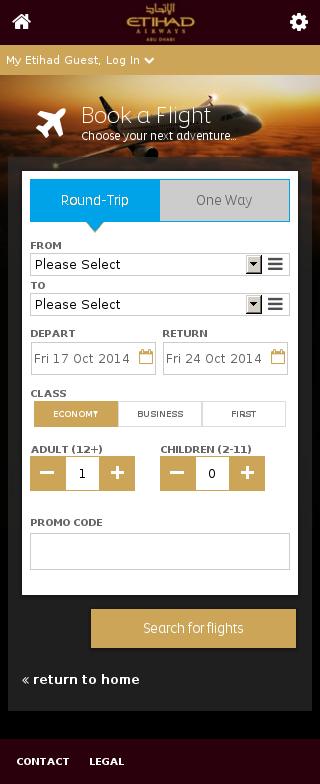 الإتحاد
ETIHAD
AIRWAYS
ABU DHABI
My Etihad Guest, Log In
Book a Flight
Choose your next adventure...
Round-Trip One Way
FROM
Please Select
TO
Please Select
DEPART RETURN
Fri 17 Oct 2014 Fri 24 Oct 2014
CLASS
ECONOMY BUSINESS FIRST
ADULT (12+) CHILDREN (2-11)
− 1 + − 0 +
PROMO CODE
Search for flights
« return to home
CONTACT LEGAL